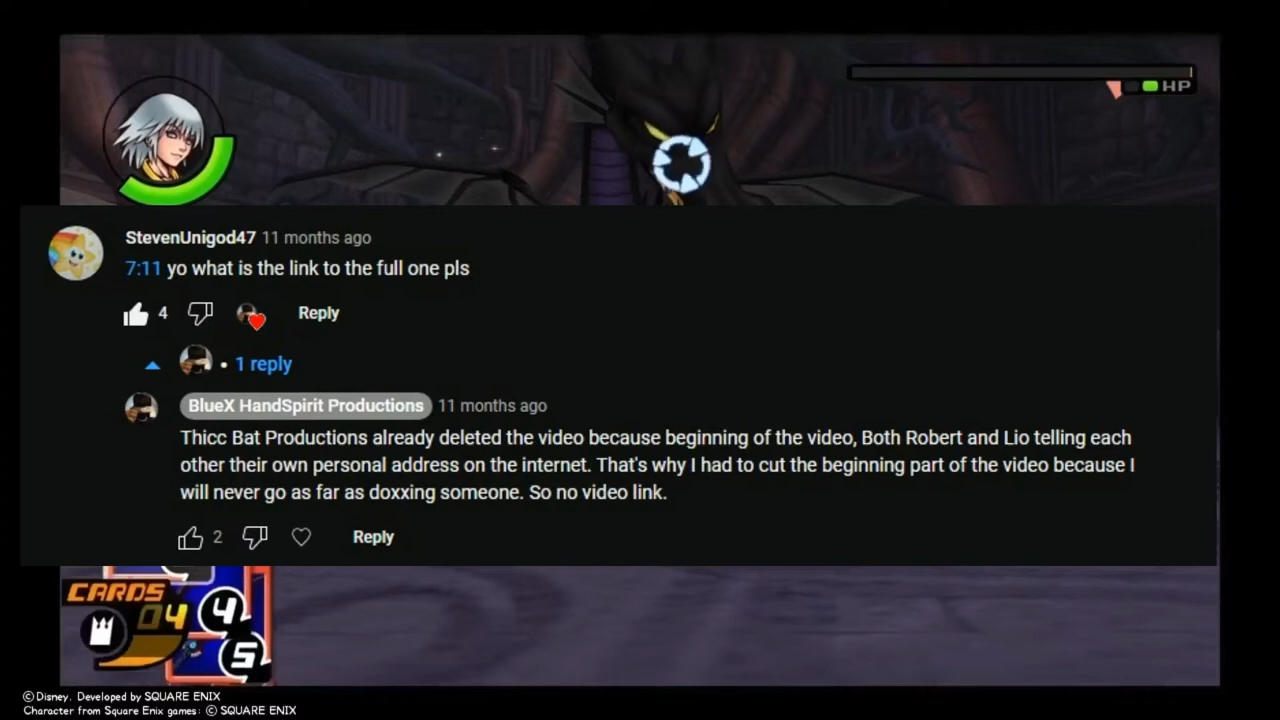 HP
StevenUnigod47 11 months ago
7:11 yo what is the link to the full one pls
4 Reply
• 1 reply
BlueX HandSpirit Productions 11 months ago
Thicc Bat Productions already deleted the video because beginning of the video, Both Robert and Lio telling each
other their own personal address on the internet. That's why I had to cut the beginning part of the video because I
will never go as far as doxxing someone. So no video link.
2 Reply
CARDS
04 4
5
©Disney. Developed by SQUARE ENIX
Character from Square Enix games: © SQUARE ENIX